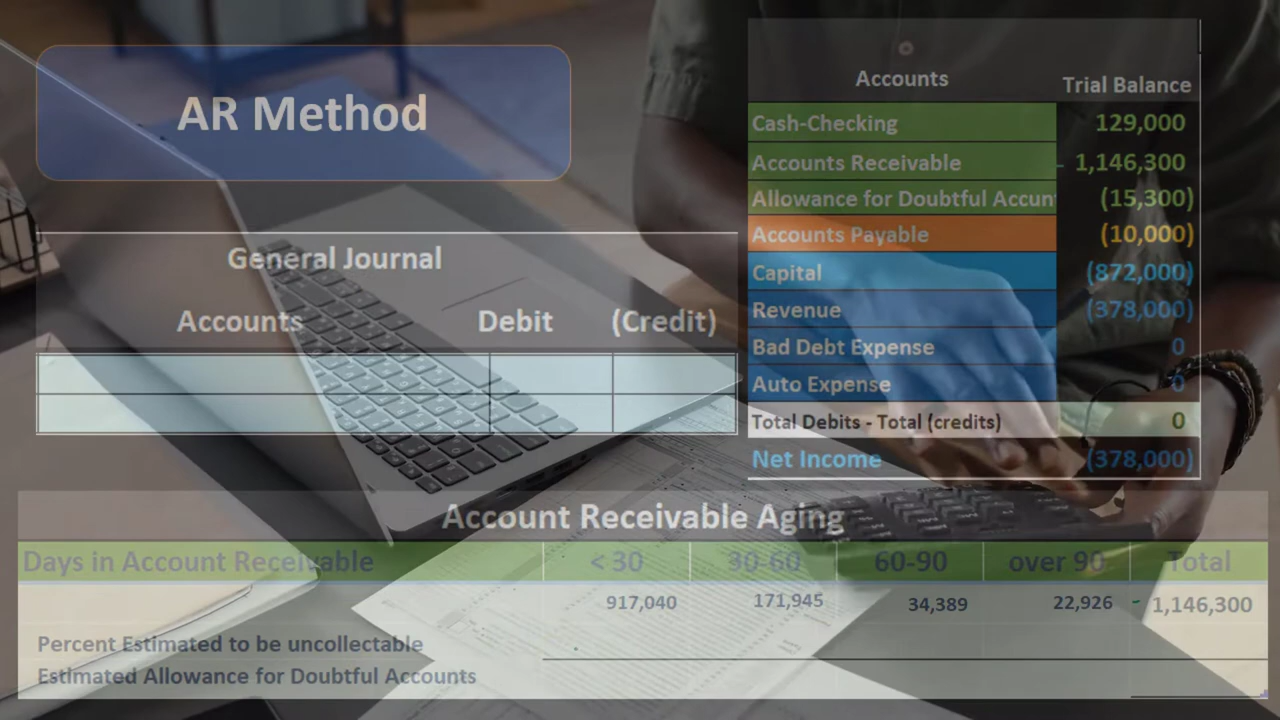 AR Method
General Journal
Accounts Debit (Credit)
Accounts Trial Balance
Cash-Checking 129,000
Accounts Receivable 1,146,300
Allowance for Doubtful Accun (15,300)
Accounts Payable (10,000)
Capital (872,000)
Revenue (378,000)
Bad Debt Expense 0
Auto Expense 0
Total Debits - Total (credits) 0
Net Income (378,000)
Account Receivable Aging
Days in Account Receivable < 30 30-60 60-90 over 90 Total
917,040 171,945 34,389 22,926 1,146,300
Percent Estimated to be uncollectable
Estimated Allowance for Doubtful Accounts